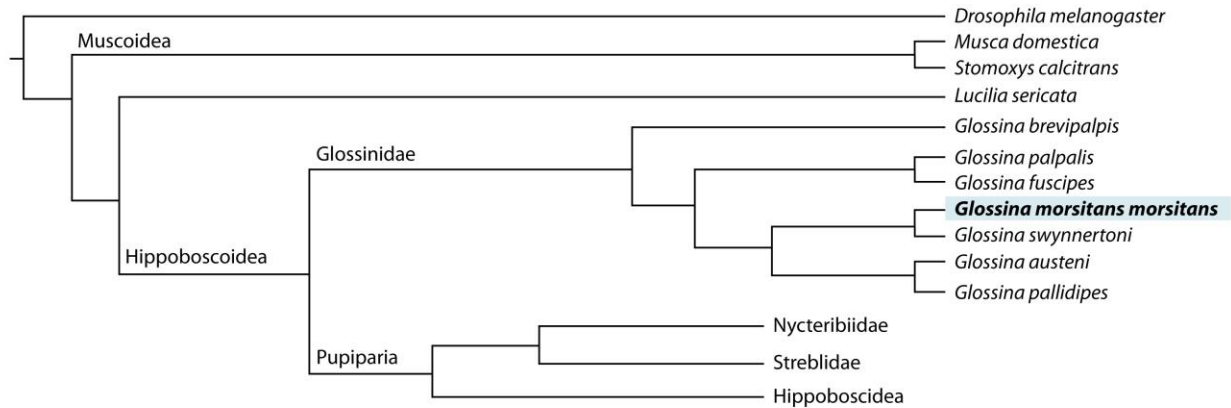 Drosophila melanogaster
Muscoidea
Musca domestica
Stomoxys calcitrans
Lucilia sericata
Glossina brevipalpis
Glossinidae
Glossina palpalis
Glossina fuscipes
Glossina morsitans morsitans
Glossina swynnertoni
Hippoboscoidea
Glossina austeni
Glossina pallidipes
Nycteribiidae
Pupiparia
Streblidae
Hippoboscidea